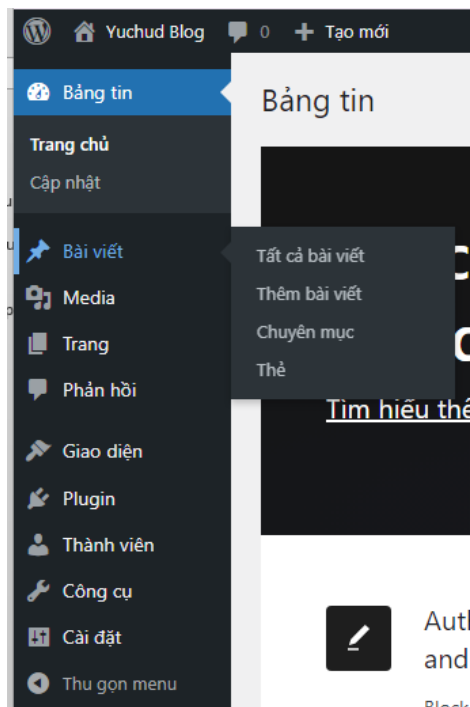 Yuchud Blog 0 Tạo mới
Bảng tin
Bảng tin
Trang chủ
Cập nhật
Bài viết
Tất cả bài viết
Thêm bài viết
Chuyên mục
Thẻ
Media
Trang
Phản hồi
Tìm hiểu
Giao diện
Plugin
Thành viên
Công cụ
Cài đặt
Thu gọn menu
and